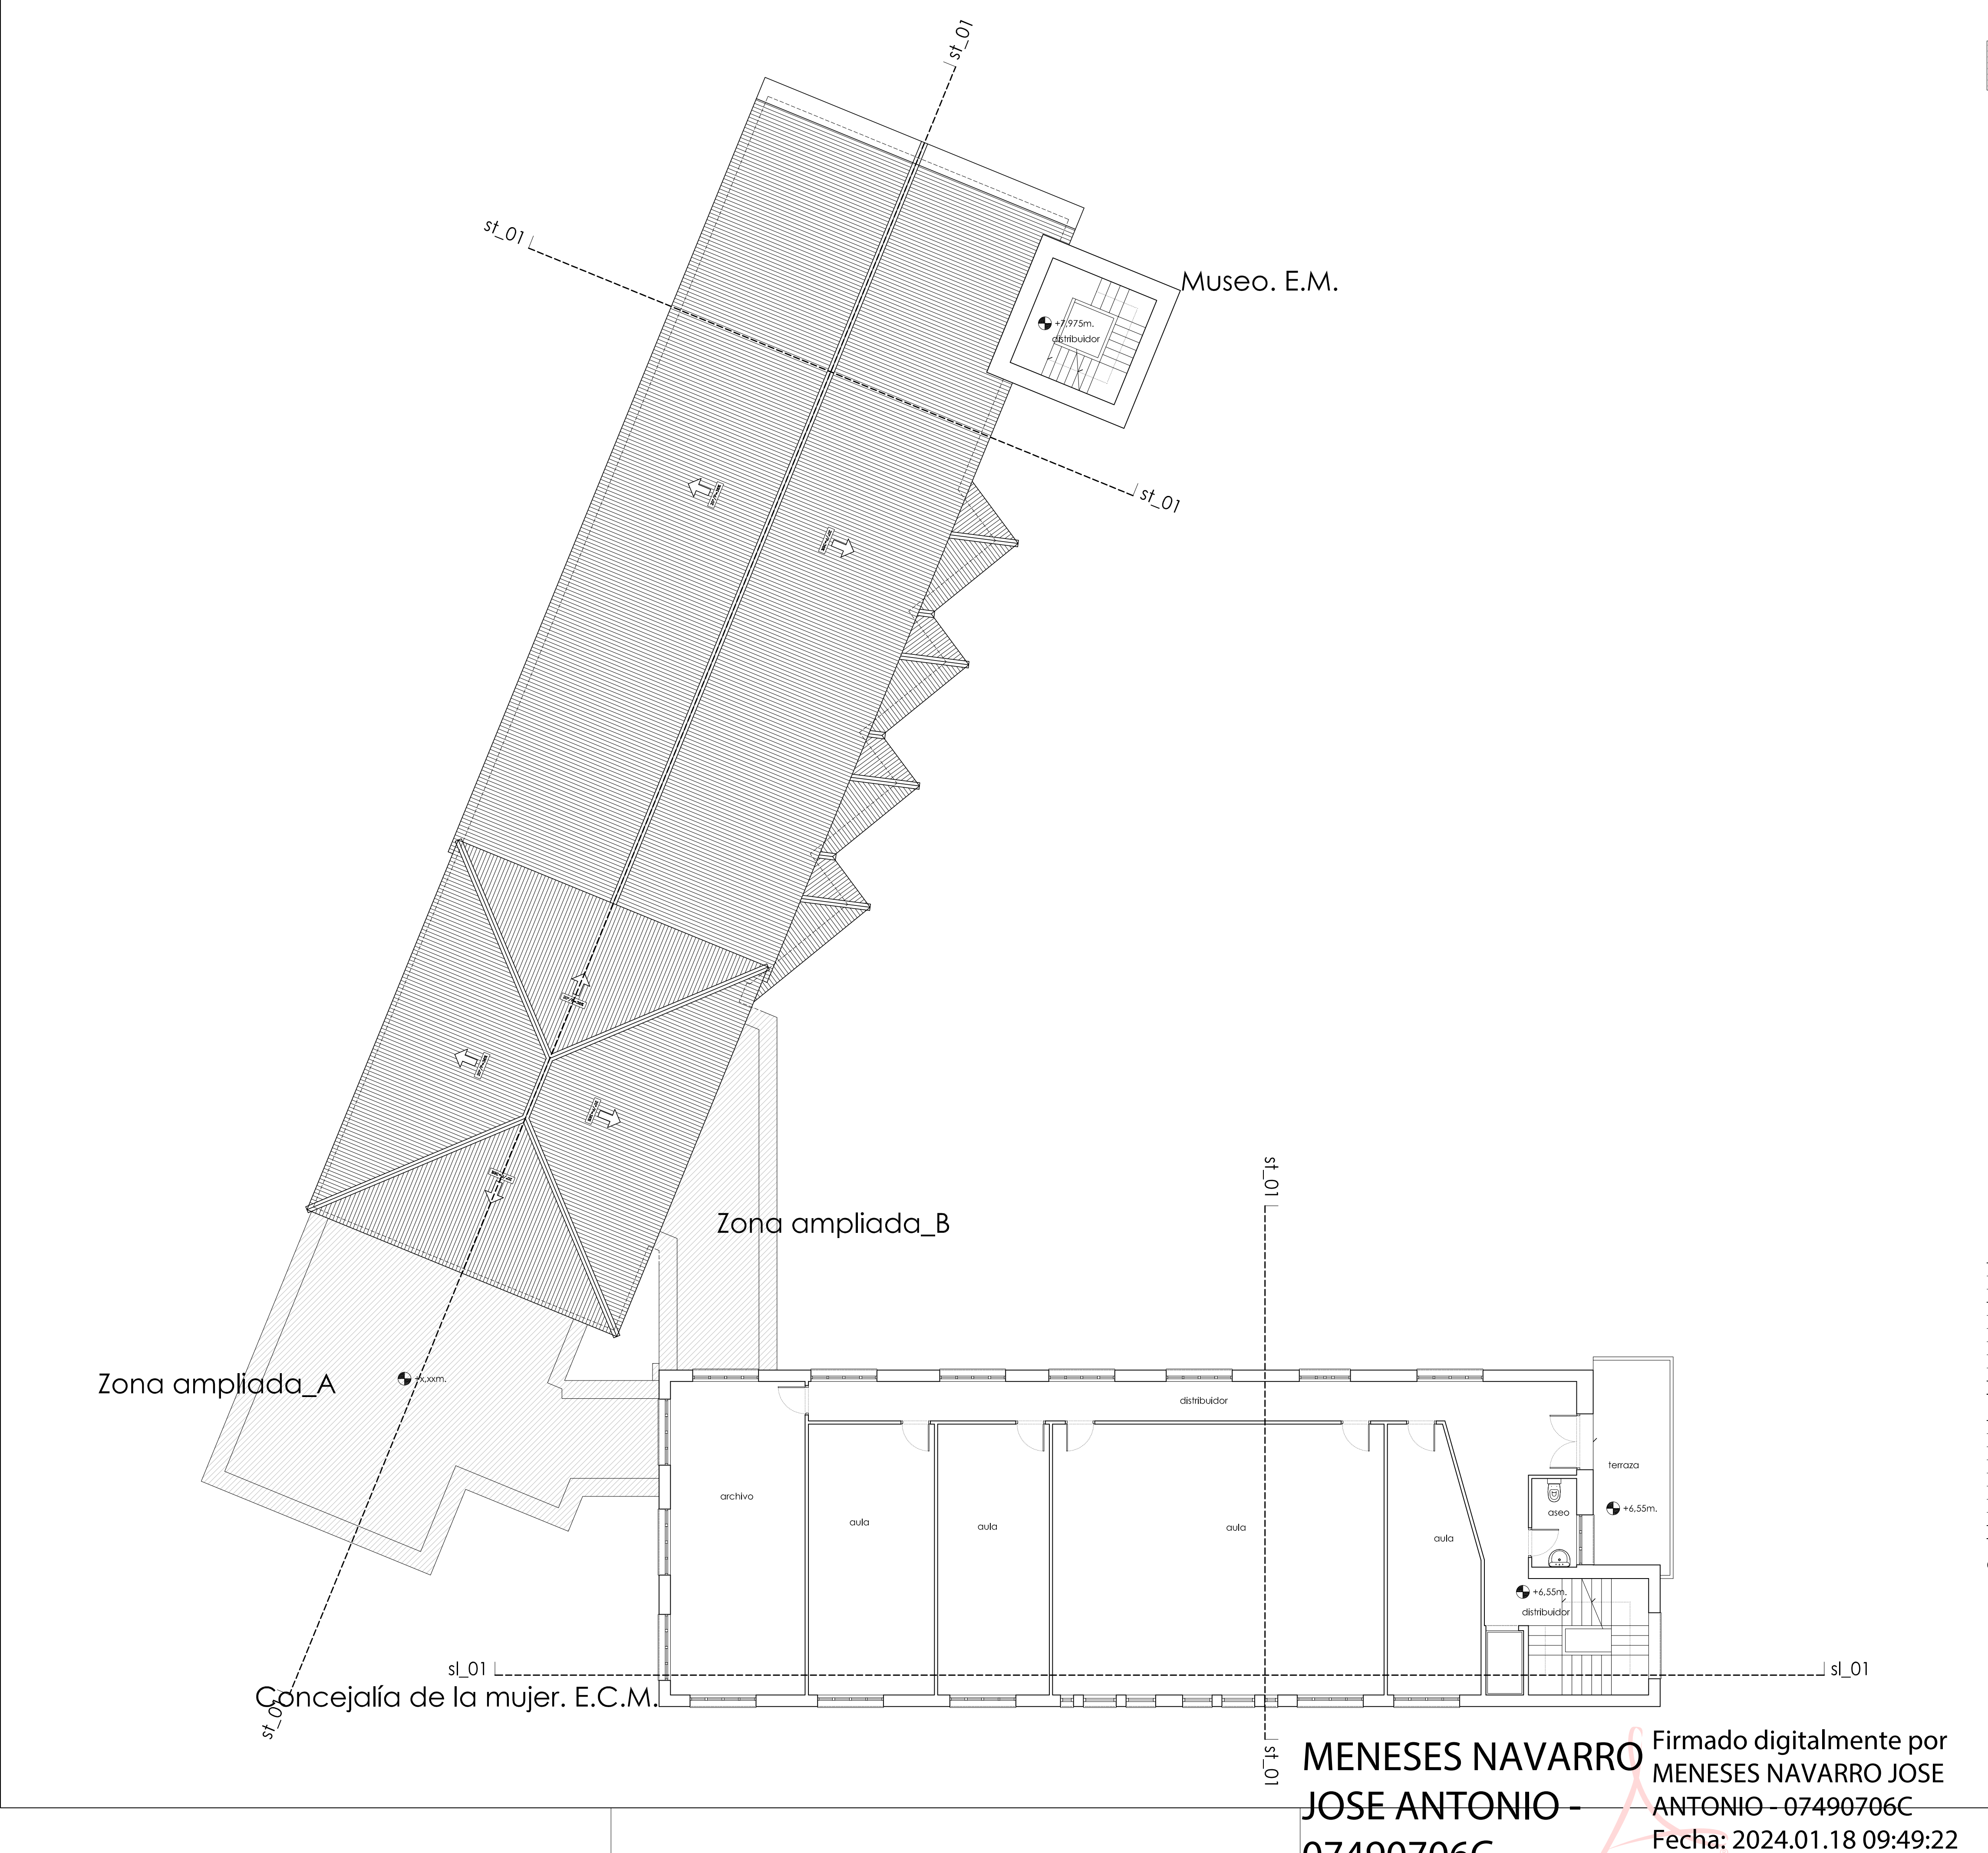 st_01
st_01
Museo. E.M.
+7,975m.
distribuidor
st_01
Zona ampliada_B
st_01
Zona ampliada_A
+x,xxm.
distribuidor
terraza
archivo
aula
aula
aula
aula
aseo
+6,55m.
+6,55m.
distribuidor
sl_01
sl_01
Concejalía de la mujer. E.C.M.
st_01
st_01
MENESES NAVARRO
JOSE ANTONIO -
07490706C
Firmado digitalmente por
MENESES NAVARRO JOSE
ANTONIO - 07490706C
Fecha: 2024.01.18 09:49:22